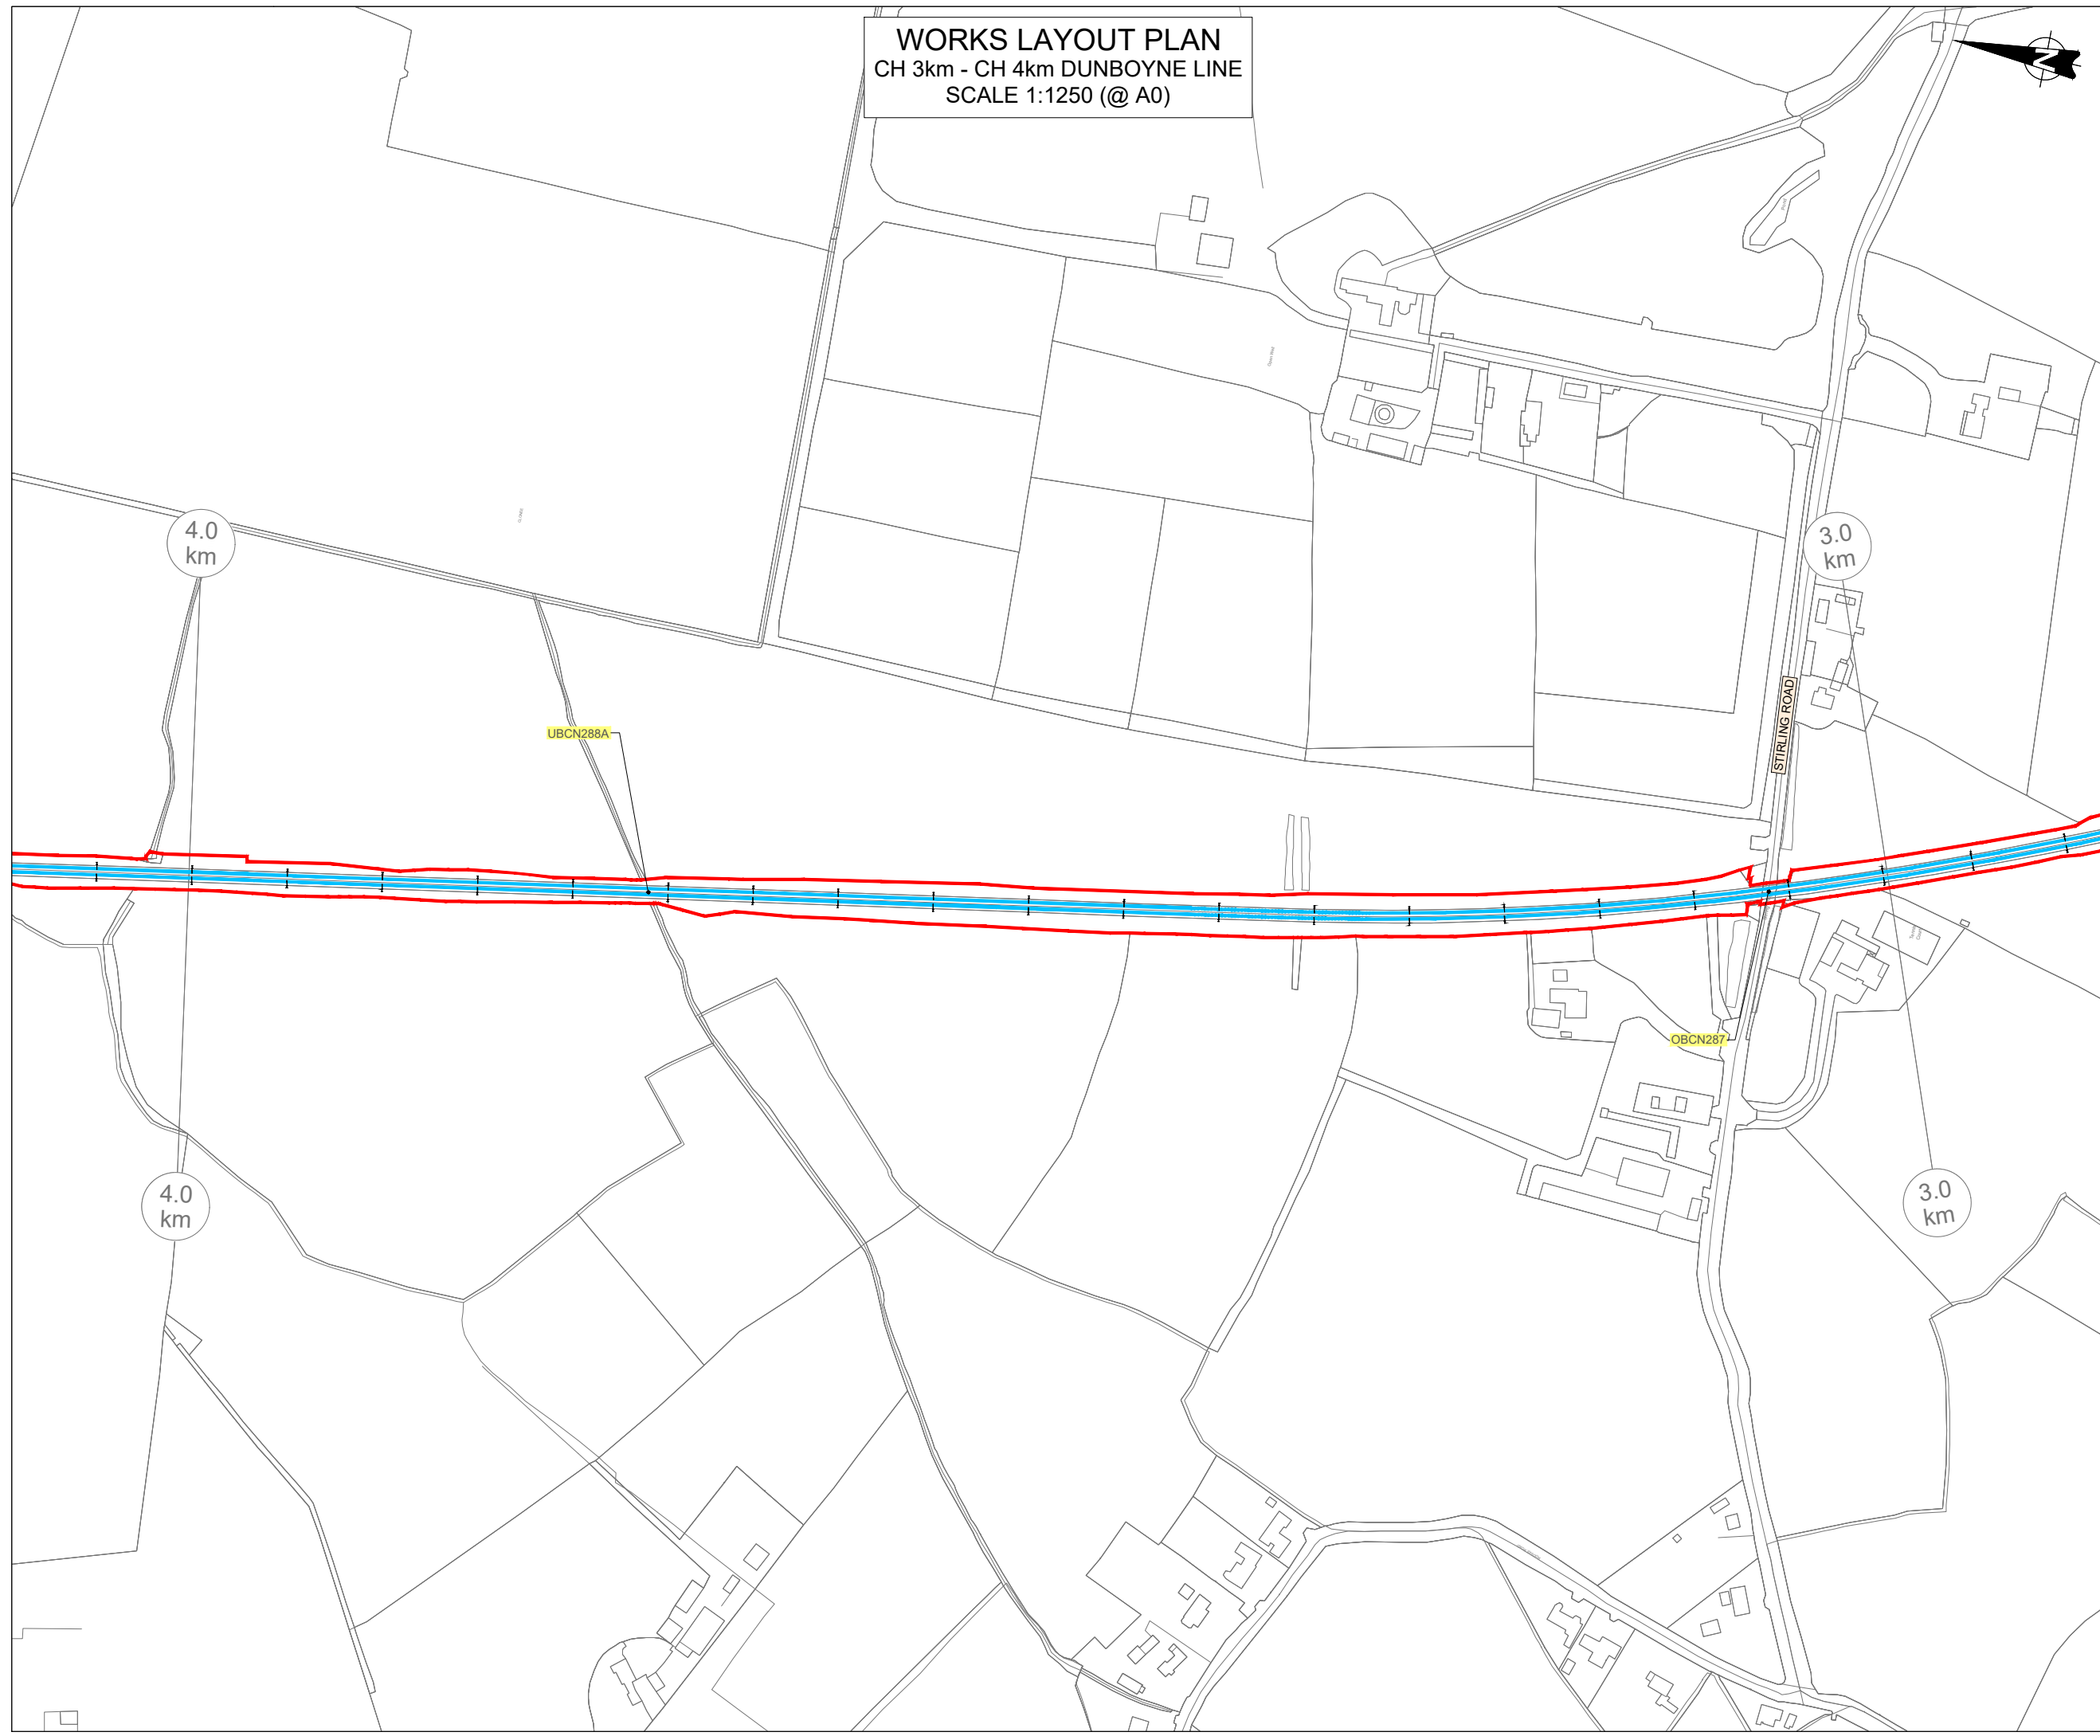 WORKS LAYOUT PLAN
CH 3km - CH 4km DUNBOYNE LINE
SCALE 1:1250 (@ A0)
N
4.0
km
3.0
km
UBCN288A
STIRLING ROAD
OBCN287
4.0
km
3.0
km